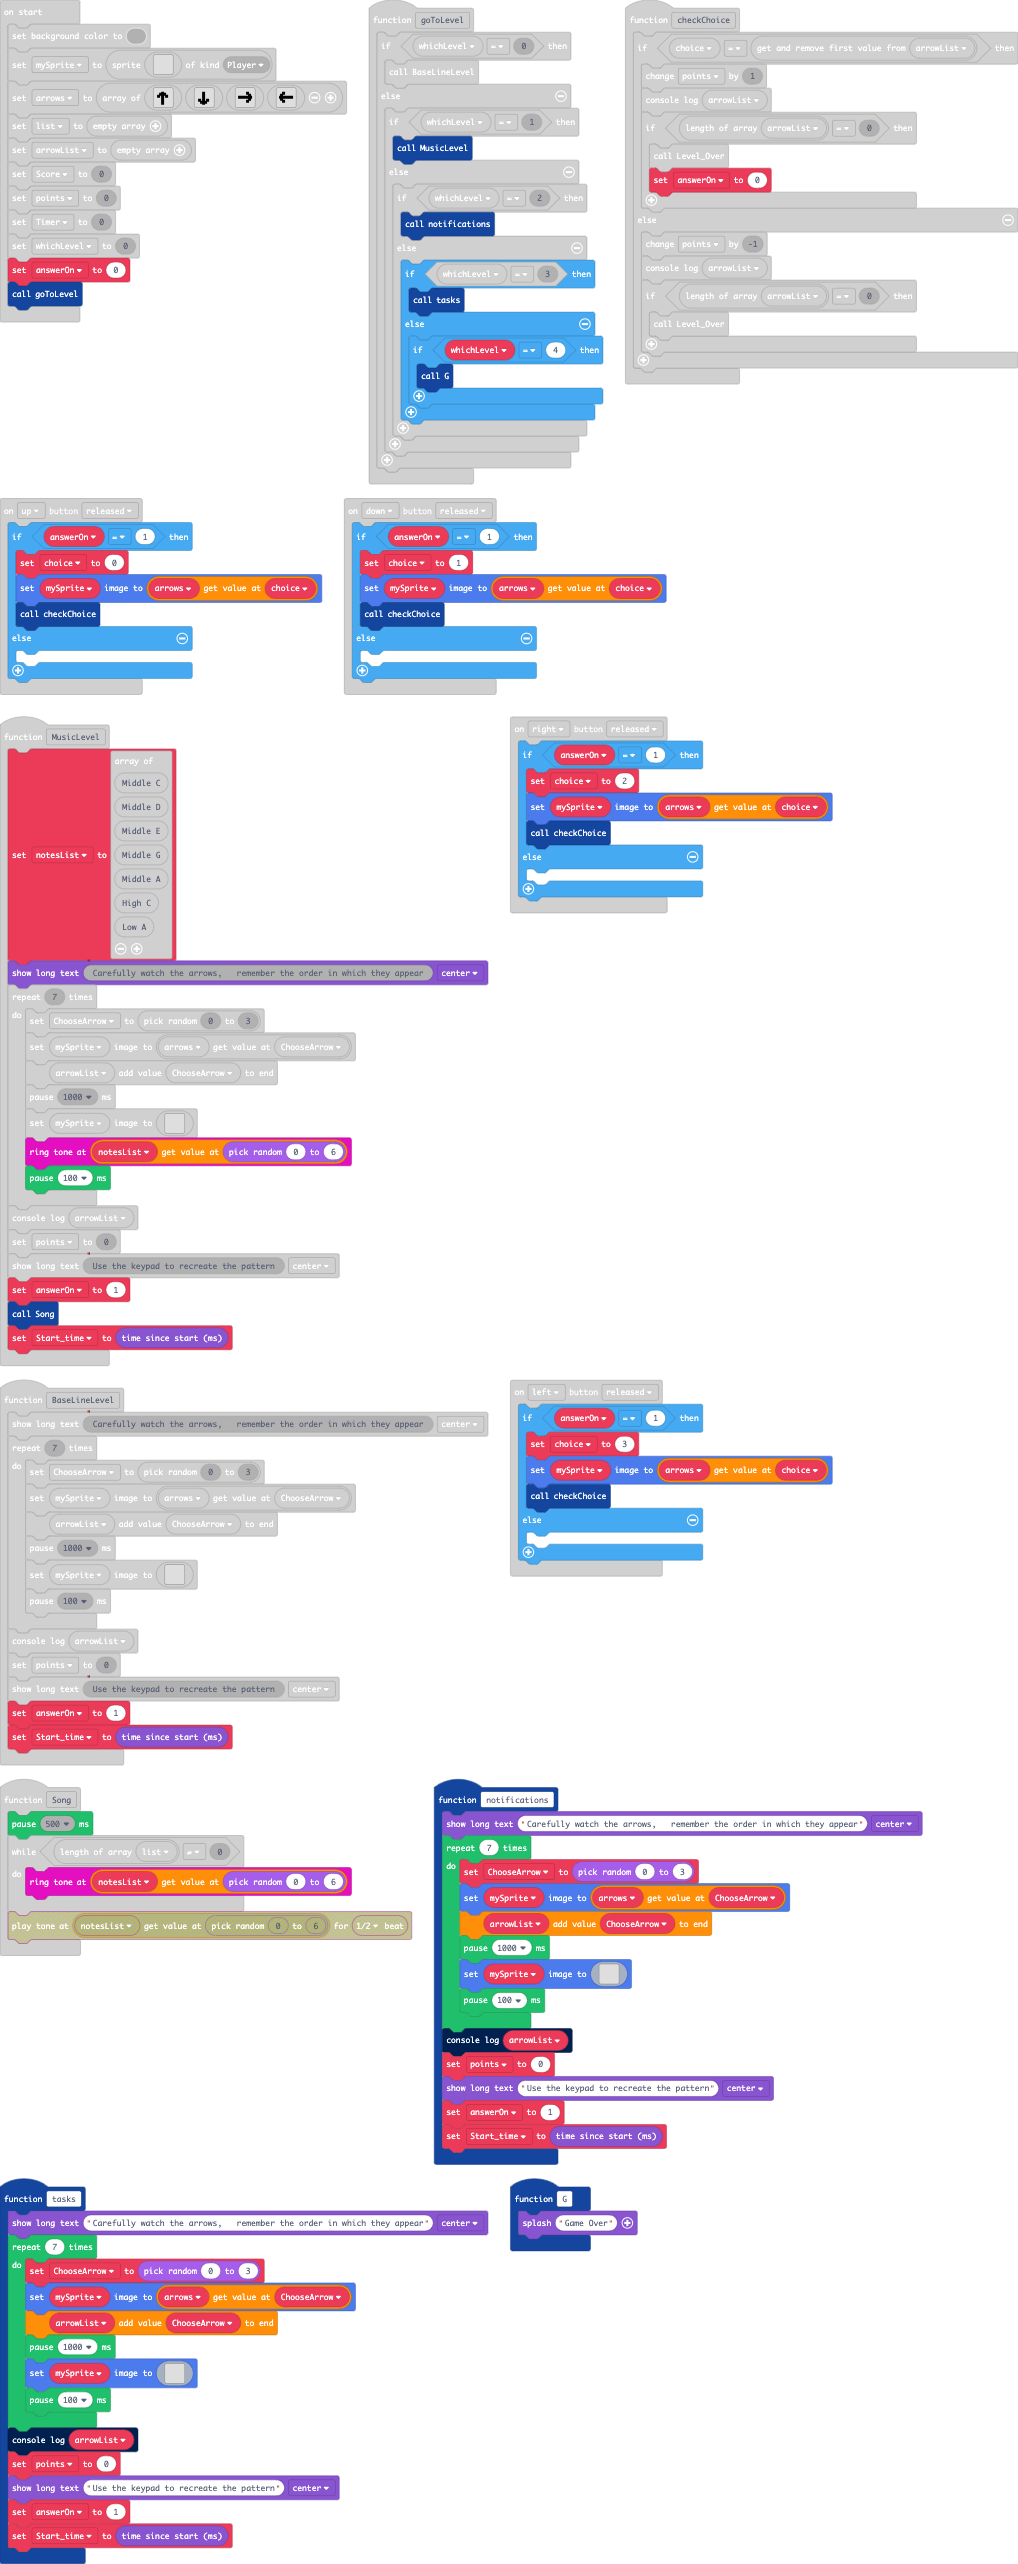 on start
set background color to
set mySprite to sprite of kind Player
set arrows to array of
set list to empty array
set arrowList to empty array
set Score to 0
set points to 0
set Timer to 0
set whichLevel to 0
set answerOn to 0
call goToLevel
function goToLevel
if whichLevel = 0 then
call BaseLineLevel
else
if whichLevel = 1 then
call MusicLevel
else
if whichLevel = 2 then
call notifications
else
if whichLevel = 3 then
call tasks
else
if whichLevel = 4 then
call G
function checkChoice
if choice = get and remove first value from arrowList then
change points by 1
console log arrowList
if length of array arrowList = 0 then
call Level_Over
set answerOn to 0
else
change points by -1
console log arrowList
if length of array arrowList = 0 then
call Level_Over
on up button released
if answerOn = 1 then
set choice to 0
set mySprite image to arrows get value at choice
call checkChoice
else
on down button released
if answerOn = 1 then
set choice to 1
set mySprite image to arrows get value at choice
call checkChoice
else
function MusicLevel
set notesList to array of
Middle C
Middle D
Middle E
Middle G
Middle A
High C
Low A
show long text Carefully watch the arrows, remember the order in which they appear center
repeat 7 times
do set ChooseArrow to pick random 0 to 3
set mySprite image to arrows get value at ChooseArrow
arrowList add value ChooseArrow to end
pause 1000 ms
set mySprite image to
ring tone at notesList get value at pick random 0 to 6
pause 100 ms
console log arrowList
set points to 0
show long text Use the keypad to recreate the pattern center
set answerOn to 1
call Song
set Start_time to time since start (ms)
on right button released
if answerOn = 1 then
set choice to 2
set mySprite image to arrows get value at choice
call checkChoice
else
function BaseLineLevel
show long text Carefully watch the arrows, remember the order in which they appear center
repeat 7 times
do set ChooseArrow to pick random 0 to 3
set mySprite image to arrows get value at ChooseArrow
arrowList add value ChooseArrow to end
pause 1000 ms
set mySprite image to
pause 100 ms
console log arrowList
set points to 0
show long text Use the keypad to recreate the pattern center
set answerOn to 1
set Start_time to time since start (ms)
on left button released
if answerOn = 1 then
set choice to 3
set mySprite image to arrows get value at choice
call checkChoice
else
function Song
pause 500 ms
while length of array list = 0
do ring tone at notesList get value at pick random 0 to 6
play tone at notesList get value at pick random 0 to 6 for 1/2 beat
function notifications
show long text "Carefully watch the arrows, remember the order in which they appear" center
repeat 7 times
do set ChooseArrow to pick random 0 to 3
set mySprite image to arrows get value at ChooseArrow
arrowList add value ChooseArrow to end
pause 1000 ms
set mySprite image to
pause 100 ms
console log arrowList
set points to 0
show long text "Use the keypad to recreate the pattern" center
set answerOn to 1
set Start_time to time since start (ms)
function tasks
show long text "Carefully watch the arrows, remember the order in which they appear" center
repeat 7 times
do set ChooseArrow to pick random 0 to 3
set mySprite image to arrows get value at ChooseArrow
arrowList add value ChooseArrow to end
pause 1000 ms
set mySprite image to
pause 100 ms
console log arrowList
set points to 0
show long text "Use the keypad to recreate the pattern" center
set answerOn to 1
set Start_time to time since start (ms)
function G
splash "Game Over"